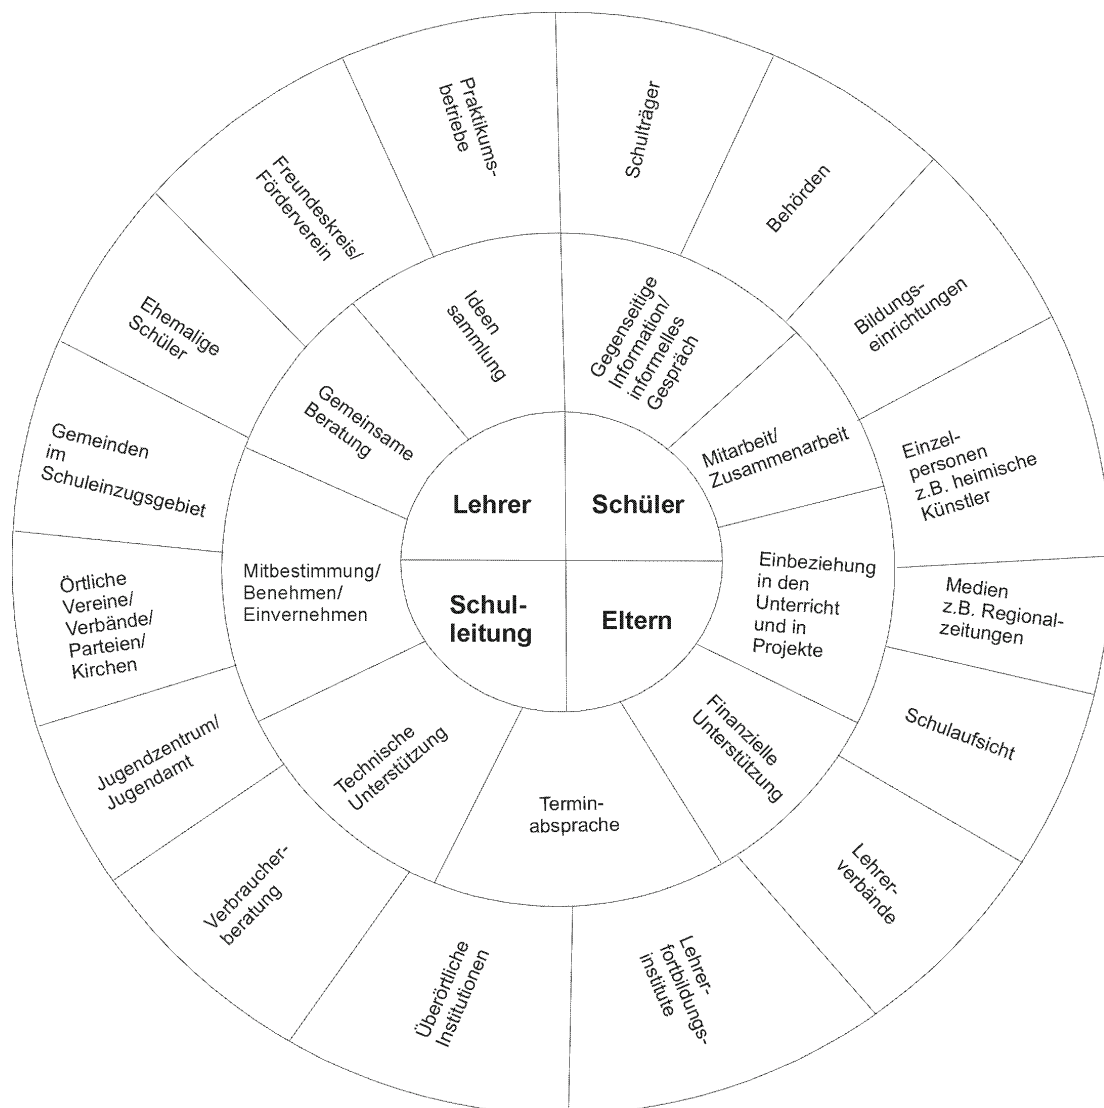 Praktikums-
betriebe
Schulträger
Behörden
Bildungs-
einrichtungen
Einzel-
personen
z.B. heimische
Künstler
Medien
z.B. Regional-
zeitungen
Schulaufsicht
Lehrer-
verbände
Lehrer-
fortbildungs-
institute
Überörtliche
Institutionen
Verbraucher-
beratung
Jugendzentrum/
Jugendamt
Örtliche
Vereine/
Verbände/
Parteien/
Kirchen
Gemeinden
im
Schuleinzugsgebiet
Ehemalige
Schüler
Freundeskreis/
Förderverein
Ideen
sammlung
Gegenseitige
Information/
informelles
Gespräch
Mitarbeit/
Zusammenarbeit
Einbeziehung
in den
Unterricht
und in
Projekte
Finanzielle
Unterstützung
Termin-
absprache
Technische
Unterstützung
Mitbestimmung/
Benehmen/
Einvernehmen
Gemeinsame
Beratung
Lehrer
Schüler
Schul-
leitung
Eltern